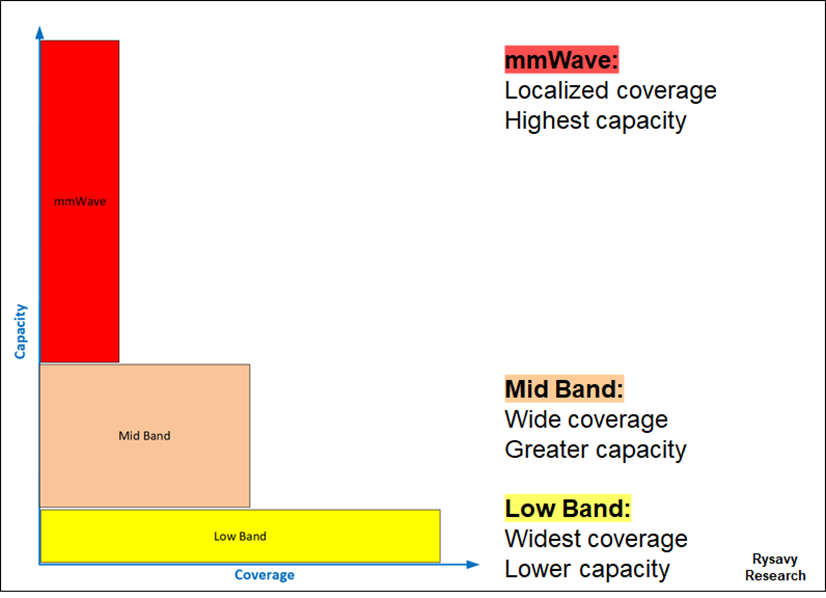 mmWave:
Localized coverage
Highest capacity
mmWave
Capacity
Mid Band:
Wide coverage
Greater capacity
Mid Band
Low Band:
Widest coverage
Lower capacity
Low Band
Coverage
Rysavy
Research